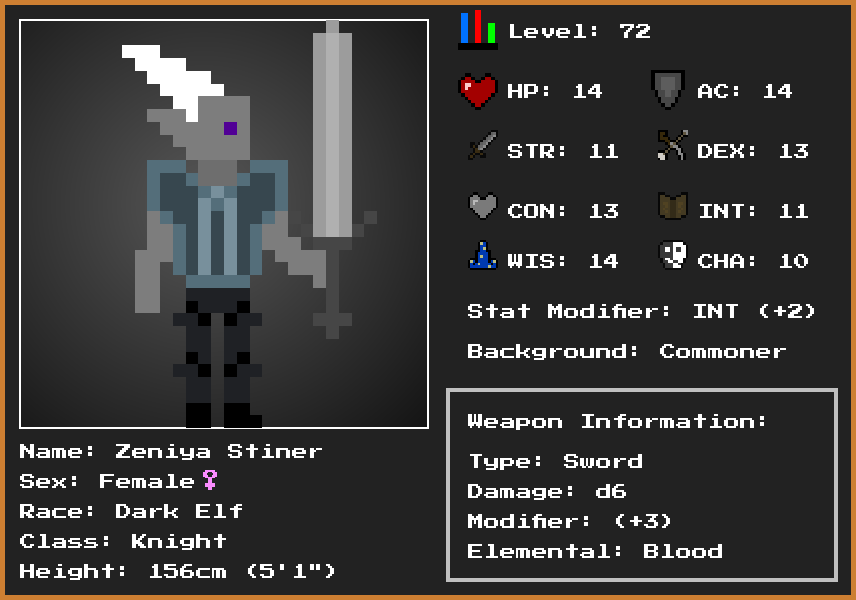 Level: 72
HP: 14
AC: 14
STR: 11
DEX: 13
CON: 13
INT: 11
WIS: 14
CHA: 10
Stat Modifier: INT (+2)
Background: Commoner
Weapon Information:
Type: Sword
Damage: d6
Modifier: (+3)
Elemental: Blood
Name: Zeniya Stiner
Sex: Female♀
Race: Dark Elf
Class: Knight
Height: 156cm (5'1")